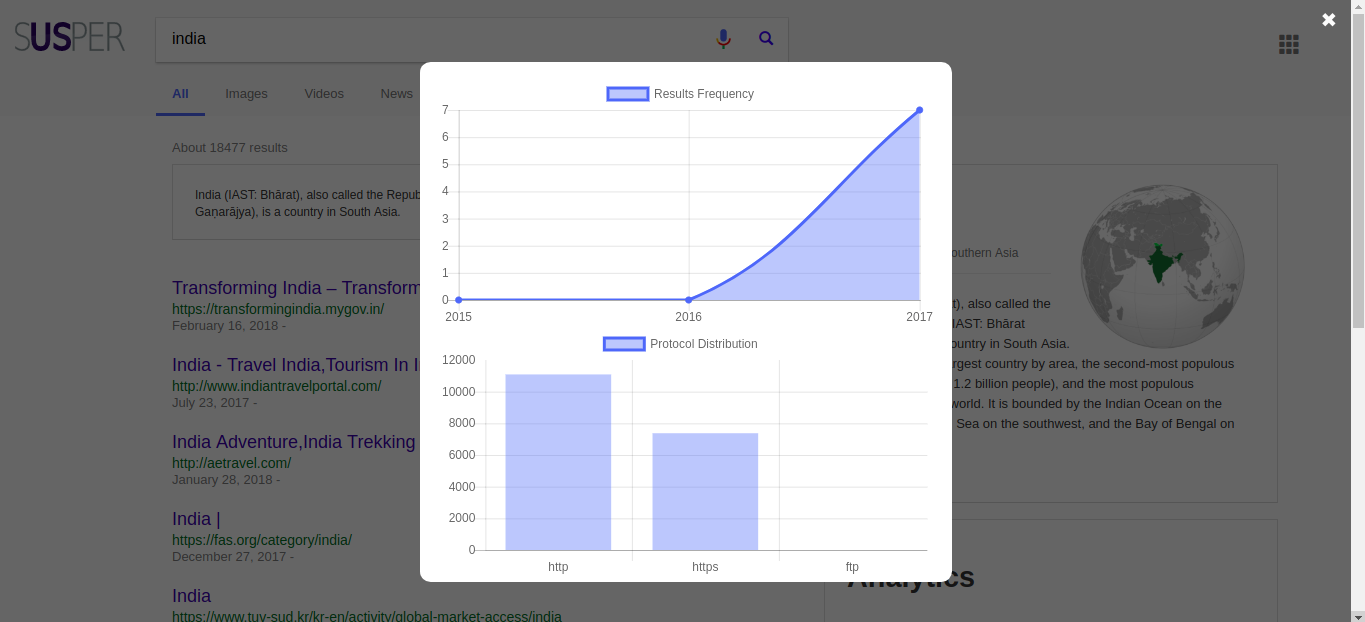 SUSPER
india
All Images Videos News
About 18477 results
India (IAST: Bhārat), also called the Repub
Gaṇarājya), is a country in South Asia.
Transforming India – Transform
https://transformingindia.mygov.in/
February 16, 2018 -
India - Travel India,Tourism In I
http://www.indiantravelportal.com/
July 23, 2017 -
India Adventure,India Trekking
http://aetravel.com/
January 28, 2018 -
India |
https://fas.org/category/india/
December 27, 2017 -
India
https://www.tuv-sud.kr/kr-en/activity/global-market-access/india
Results Frequency
7
6
5
4
3
2
1
0
2015 2016 2017
Protocol Distribution
12000
10000
8000
6000
4000
2000
0
http https ftp
outhern Asia
t), also called the
IAST: Bhārat
ountry in South Asia.
rgest country by area, the second-most populous
1.2 billion people), and the most populous
world. It is bounded by the Indian Ocean on the
Sea on the southwest, and the Bay of Bengal on
Analytics